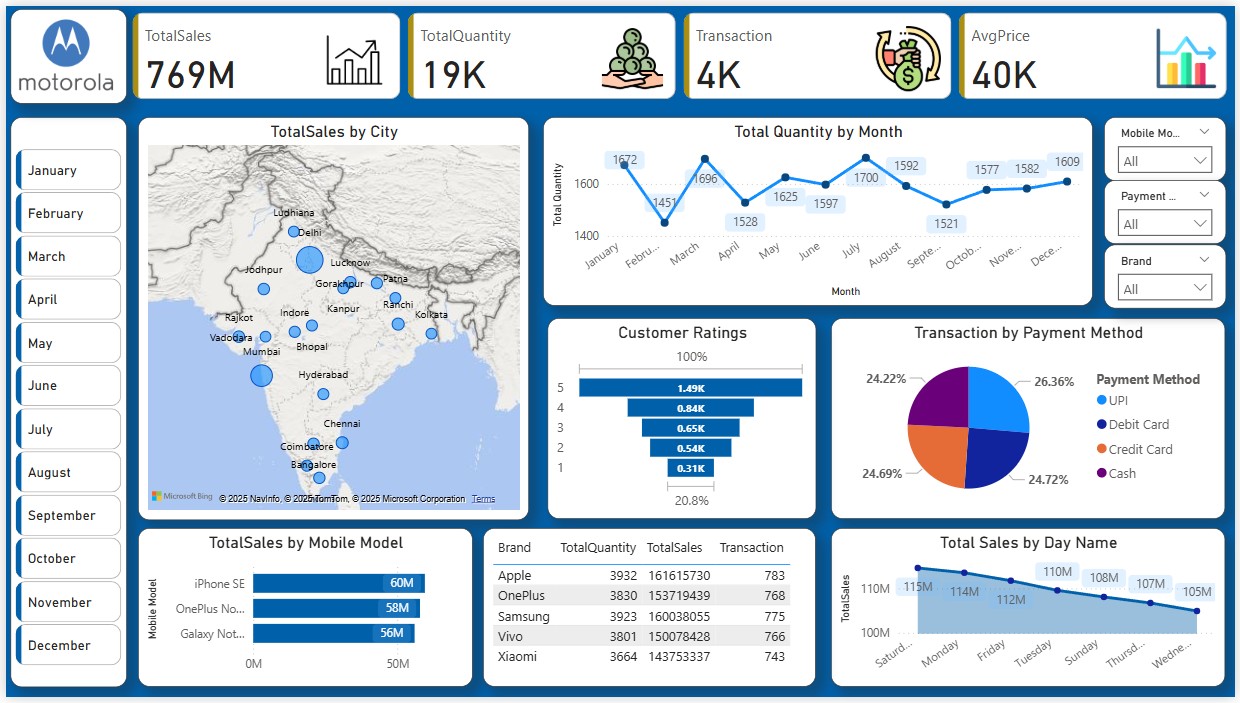 motorola
TotalSales
769M
TotalQuantity
19K
Transaction
4K
AvgPrice
40K
January
February
March
April
May
June
July
August
September
October
November
December
TotalSales by City
Ludhiana
Delhi
Jodhpur
Lucknow
Gorakhpur
Patna
Ranchi
Kanpur
Rajkot
Indore
Kolkata
Vadodara
Bhopal
Mumbai
Hyderabad
Chennai
Coimbatore
Bangalore
Microsoft Bing
© 2025 NavInfo, © 2025 TomTom, © 2025 Microsoft Corporation Terms
Total Quantity by Month
Total Quantity
1600
1400
1672
1451
1696
1528
1625
1597
1700
1592
1521
1577
1582
1609
January
Febru...
March
April
May
June
July
August
Septe...
Octob...
Nove...
Dece...
Month
Mobile Mo...
All
Payment ...
All
Brand
All
Customer Ratings
100%
5 1.49K
4 0.84K
3 0.65K
2 0.54K
1 0.31K
20.8%
Transaction by Payment Method
24.22%
26.36%
24.69%
24.72%
Payment Method
UPI
Debit Card
Credit Card
Cash
TotalSales by Mobile Model
Mobile Model
iPhone SE 60M
OnePlus No... 58M
Galaxy Not... 56M
0M 50M
Brand TotalQuantity TotalSales Transaction
Apple 3932 161615730 783
OnePlus 3830 153719439 768
Samsung 3923 160038055 775
Vivo 3801 150078428 766
Xiaomi 3664 143753337 743
Total Sales by Day Name
TotalSales
110M
100M
115M
114M
112M
110M
108M
107M
105M
Saturd...
Monday
Friday
Tuesday
Sunday
Thursd...
Wedne...